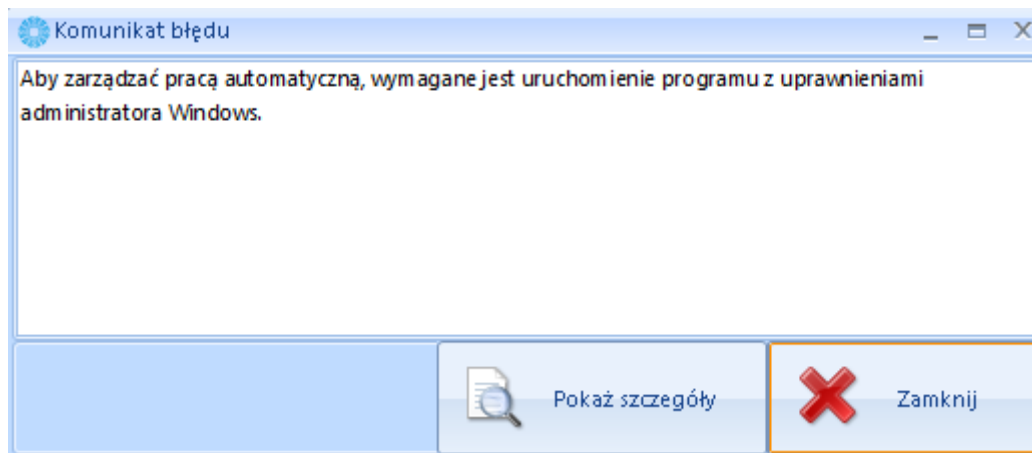 Komunikat błędu
Aby zarządzać pracą automatyczną, wymagane jest uruchomienie programu z uprawnieniami
administratora Windows.
Pokaż szczegóły
Zamknij